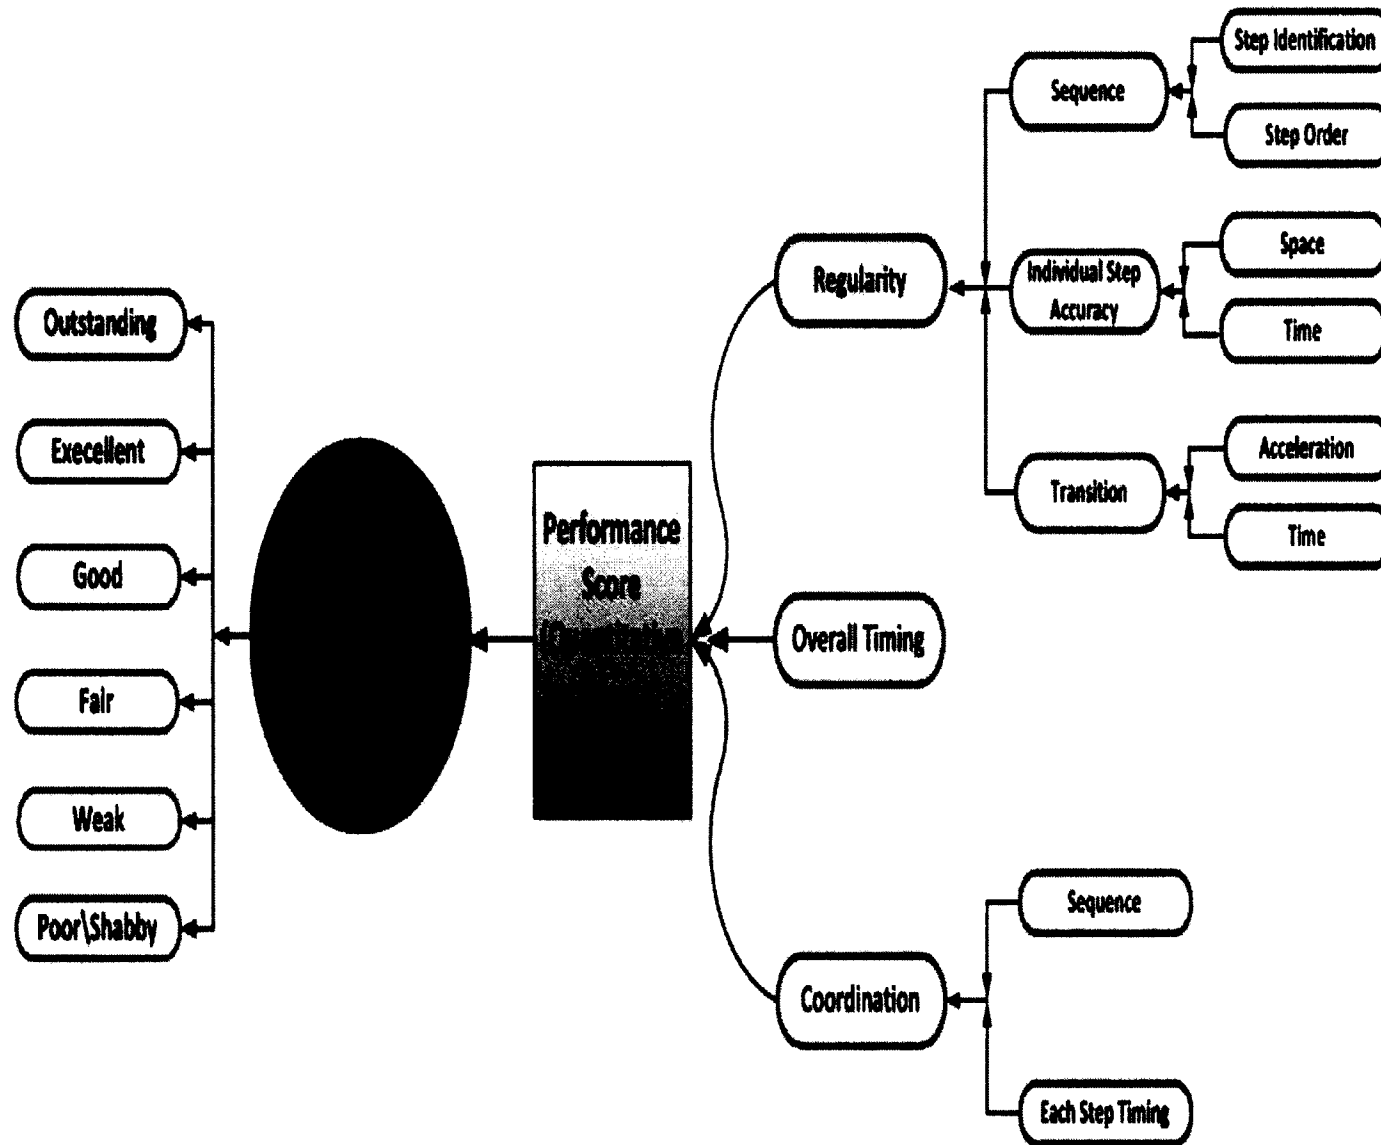 Step Identification
Sequence
Step Order
Space
Regularity
Individual Step
Accuracy
Time
Outstanding
Acceleration
Execellent
Transition
Performance
Time
Good
Score
Overall Timing
Fair
Weak
Sequence
Poor\Shabby
Coordination
Each Step Timing